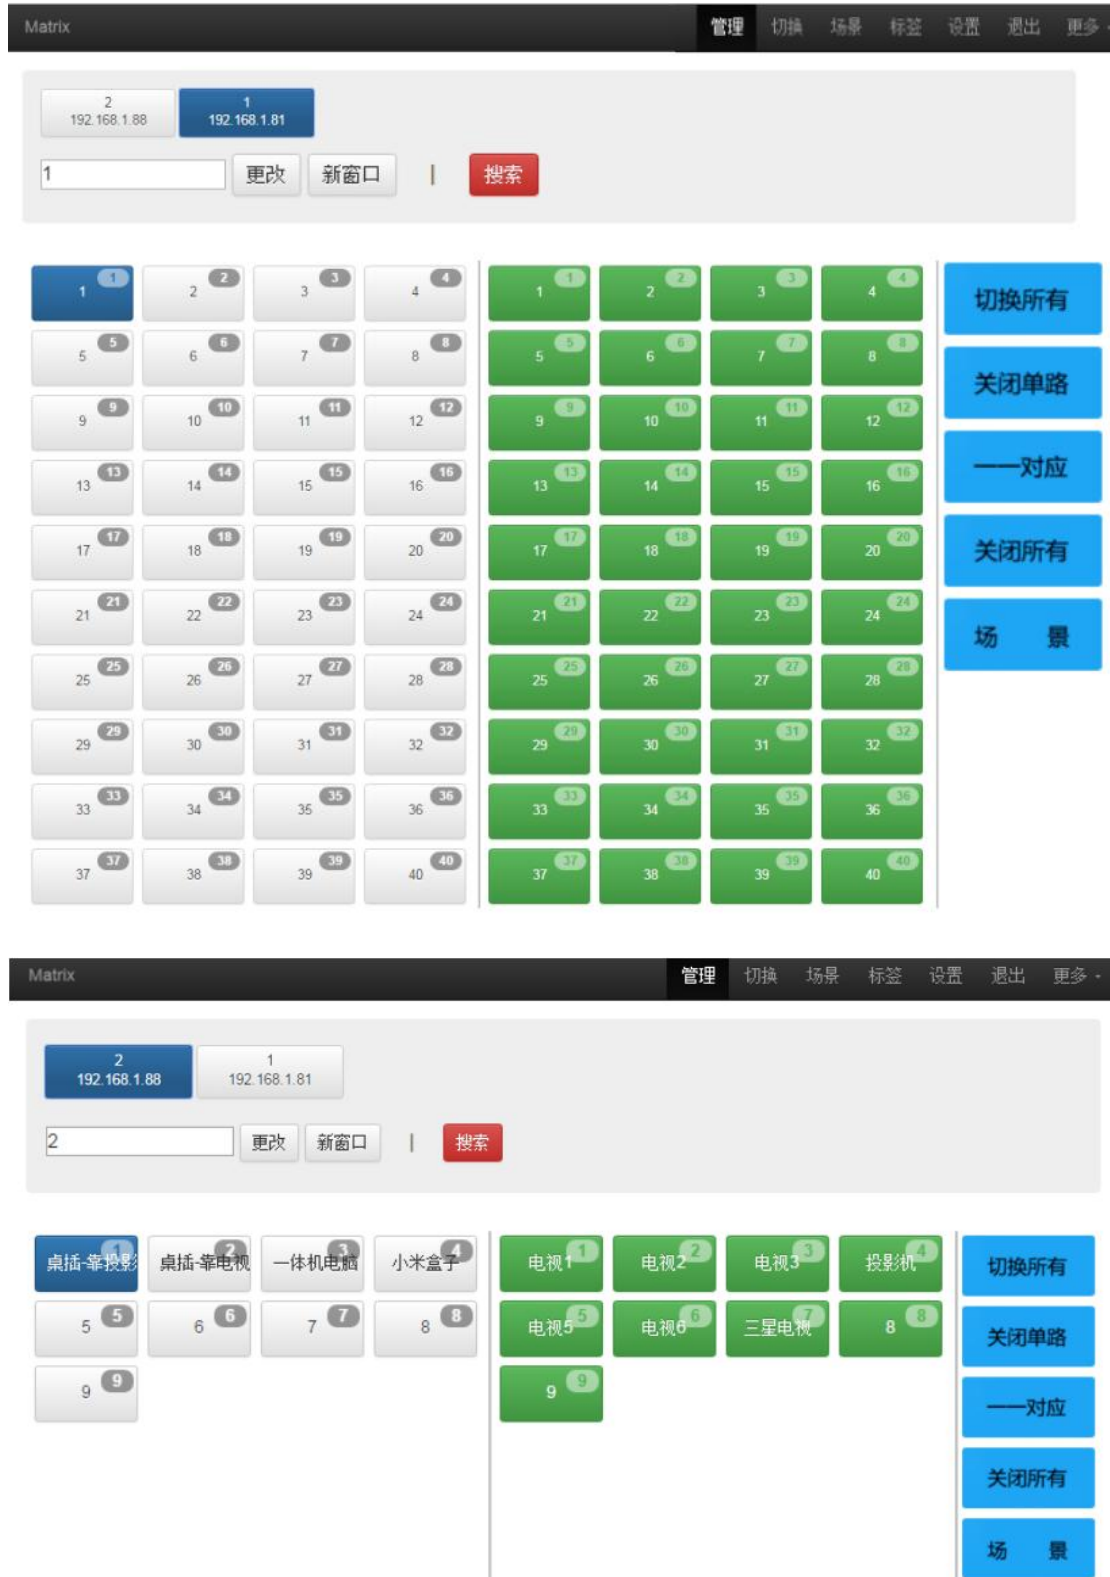 Matrix 管理 切换 场景 标签 设置 退出 更多
2 1
192.168.1.88 192.168.1.81
1 更改 新窗口 | 搜索
1 1 2 2 3 3 4 4 1 1 2 2 3 3 4 4 切换所有
5 5 6 6 7 7 8 8 5 5 6 6 7 7 8 8 关闭单路
9 9 10 10 11 11 12 12 9 9 10 10 11 11 12 12
13 13 14 14 15 15 16 16 13 13 14 14 15 15 16 16 一一对应
17 17 18 18 19 19 20 20 17 17 18 18 19 19 20 20 关闭所有
21 21 22 22 23 23 24 24 21 21 22 22 23 23 24 24 场 景
25 25 26 26 27 27 28 28 25 25 26 26 27 27 28 28
29 29 30 30 31 31 32 32 29 29 30 30 31 31 32 32
33 33 34 34 35 35 36 36 33 33 34 34 35 35 36 36
37 37 38 38 39 39 40 40 37 37 38 38 39 39 40 40
Matrix 管理 切换 场景 标签 设置 退出 更多
2 1
192.168.1.88 192.168.1.81
2 更改 新窗口 | 搜索
桌插-靠投影 1 桌插-靠电视 2 一体机电脑 3 小米盒子 4 电视1 1 电视2 2 电视3 3 投影机 4 切换所有
5 5 6 6 7 7 8 8 电视5 5 电视6 6 三星电视 7 8 8 关闭单路
9 9 9 9 一一对应
关闭所有
场 景